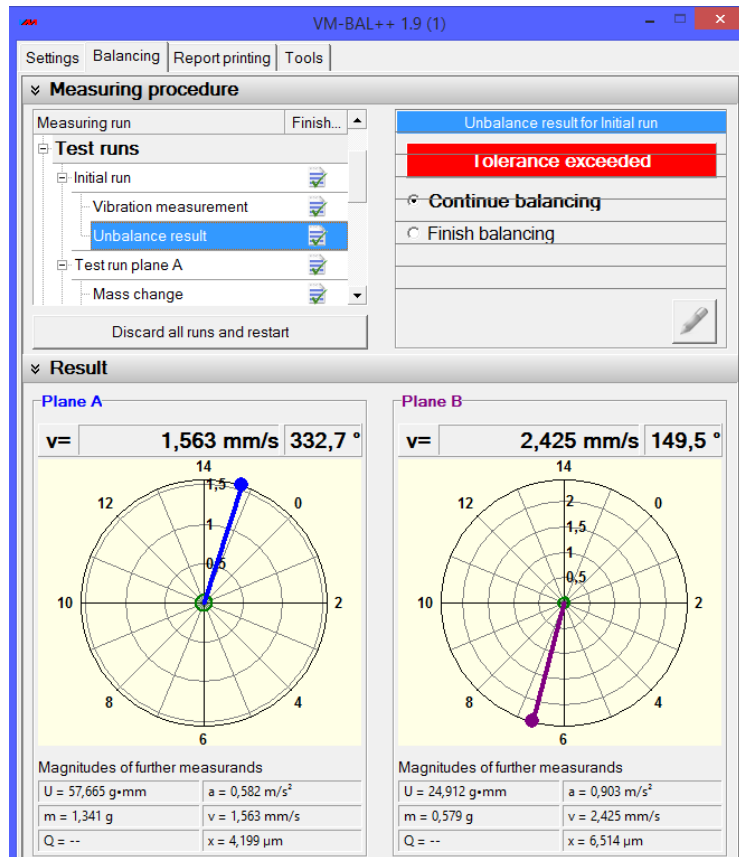 VM-BAL++ 1.9 (1)
Settings Balancing Report printing Tools
Measuring procedure
Measuring run Finish...
Test runs
Initial run
Vibration measurement
Unbalance result
Test run plane A
Mass change
Discard all runs and restart
Unbalance result for Initial run
Tolerance exceeded
Continue balancing
Finish balancing
Result
Plane A
v= 1,563 mm/s 332,7 °
14
1,5
12
0
1
0,5
10
2
8
4
6
Magnitudes of further measurands
U = 57,665 g•mm a = 0,582 m/s²
m = 1,341 g v = 1,563 mm/s
Q = -- x = 4,199 µm
Plane B
v= 2,425 mm/s 149,5 °
14
12
2
0
1,5
1
0,5
10
2
8
4
6
Magnitudes of further measurands
U = 24,912 g•mm a = 0,903 m/s²
m = 0,579 g v = 2,425 mm/s
Q = -- x = 6,514 µm